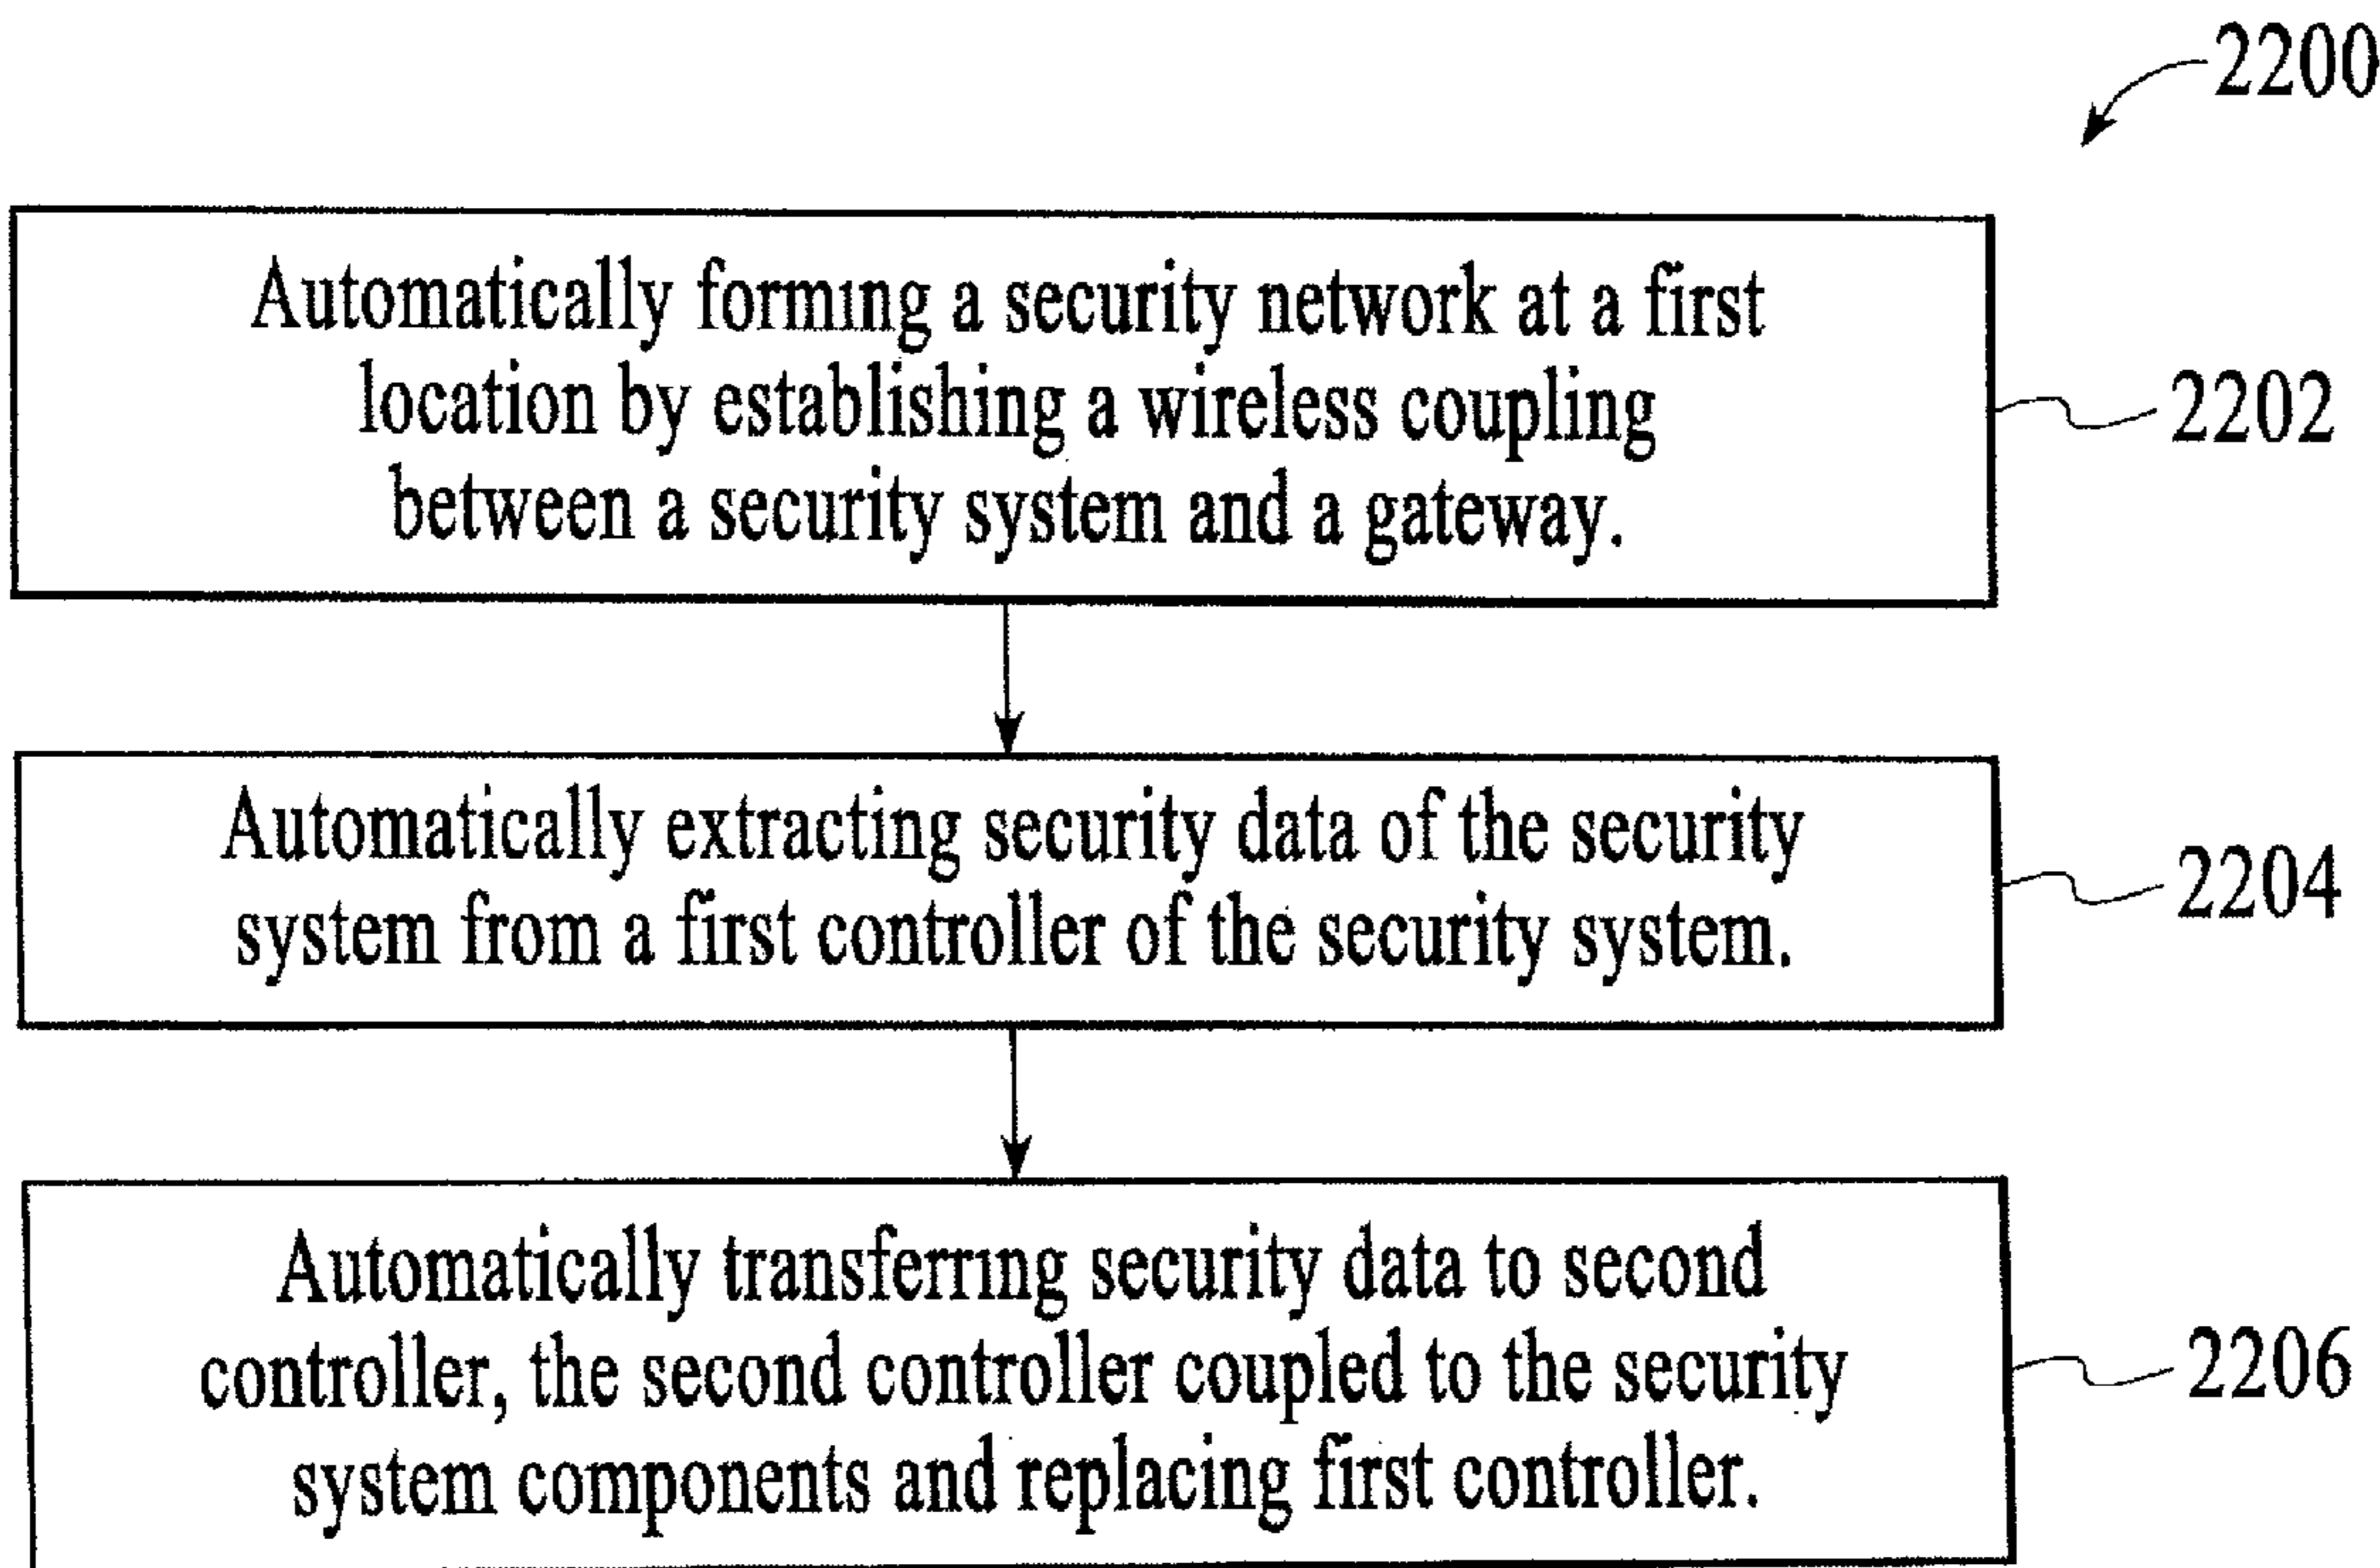 2200
Automatically forming a security network at a first
location by establishing a wireless coupling
between a security system and a gateway.
2202
Automatically extracting security data of the security
system from a first controller of the security system.
2204
Automatically transferring security data to second
controller, the second controller coupled to the security
system components and replacing first controller.
2206